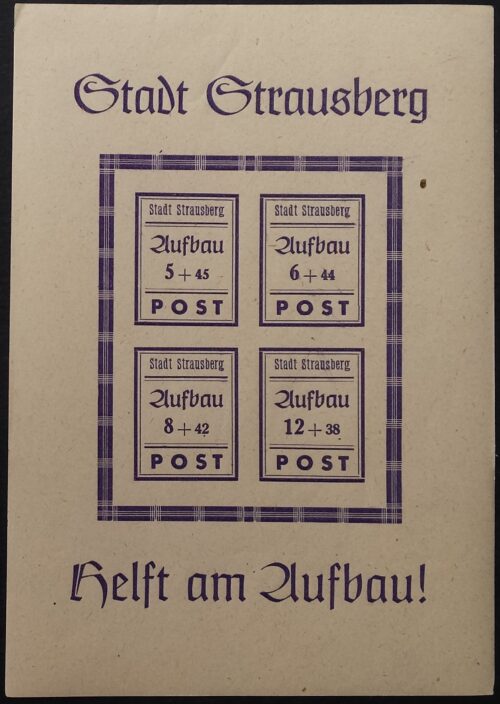 Stadt Strausberg
Stadt Strausberg
Aufbau
5 + 45
POST
Stadt Strausberg
Aufbau
6 + 44
POST
Stadt Strausberg
Aufbau
8 + 42
POST
Stadt Strausberg
Aufbau
12 + 38
POST
Helft am Aufbau!